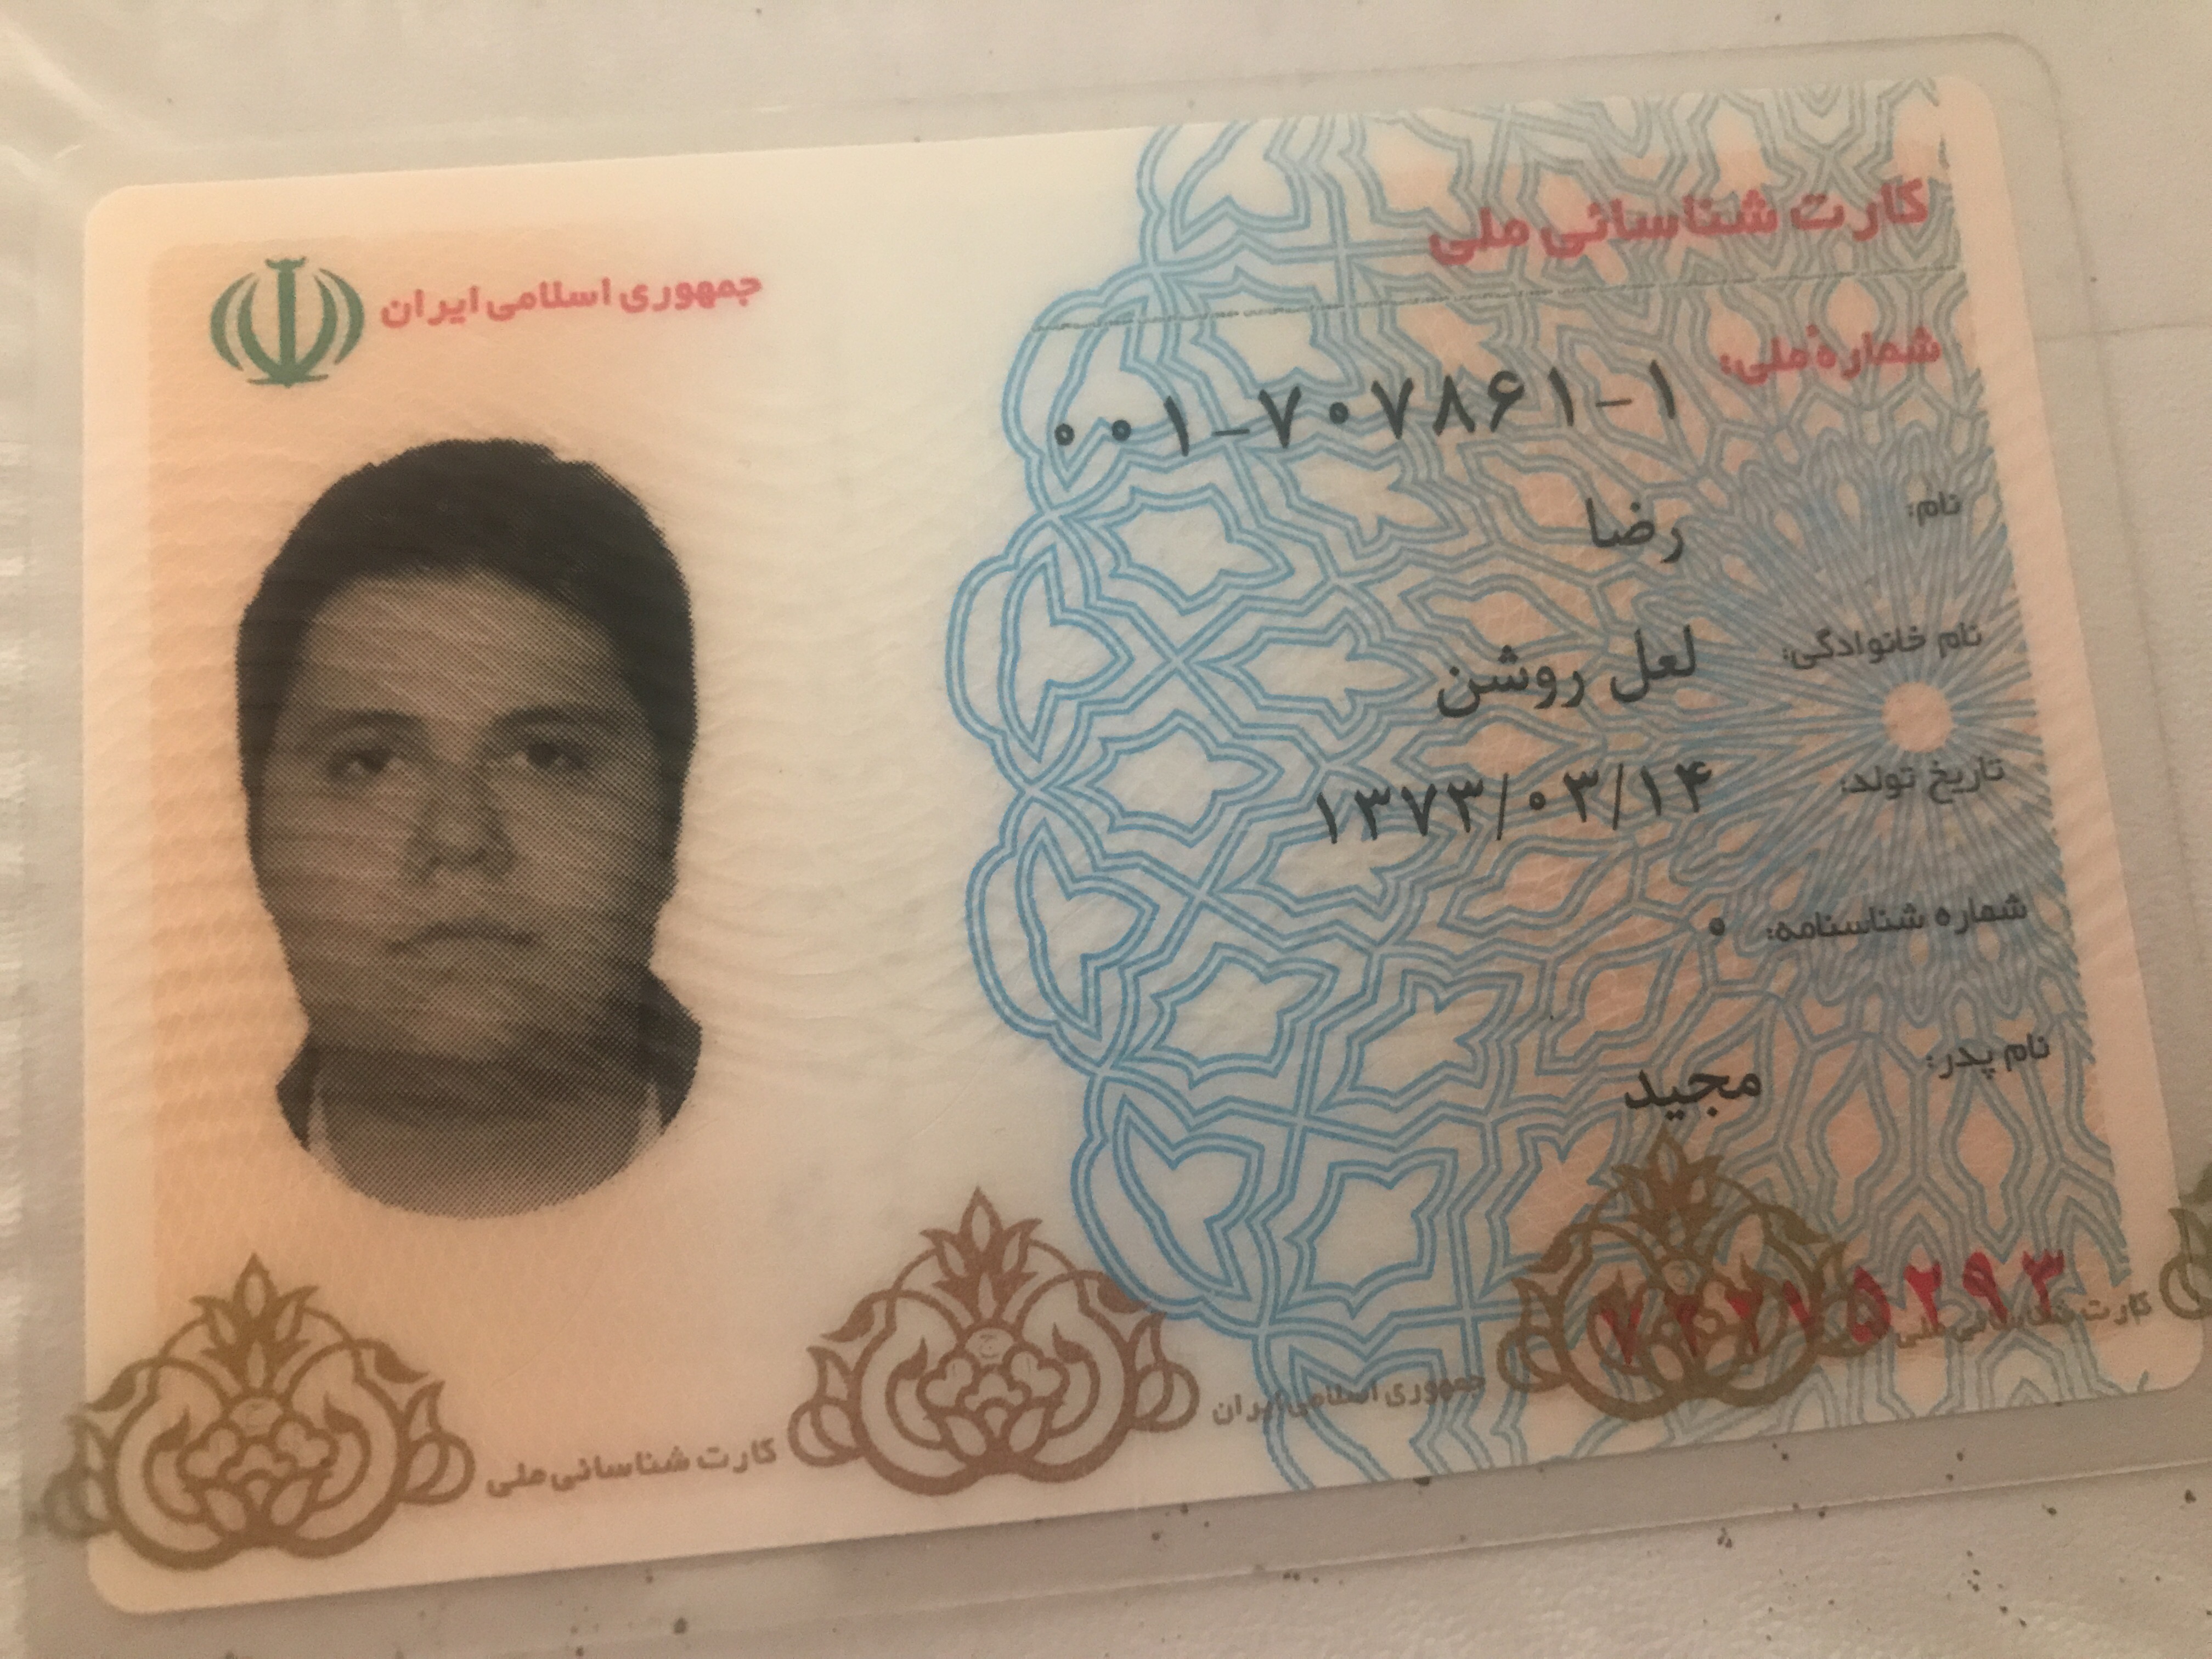 کارت شناسائی ملی
جمهوری اسلامی ایران
شماره ملی: ۰۰۱-۷۰۷۸۶۱-۱
نام: رضا
نام خانوادگی: لعل روشن
تاریخ تولد: ۱۳۷۳/۰۳/۱۴
شماره شناسنامه: ۰
نام پدر: مجید
کارت شناسائی ملی
جمهوری اسلامی ایران
کارت شناسائی ملی